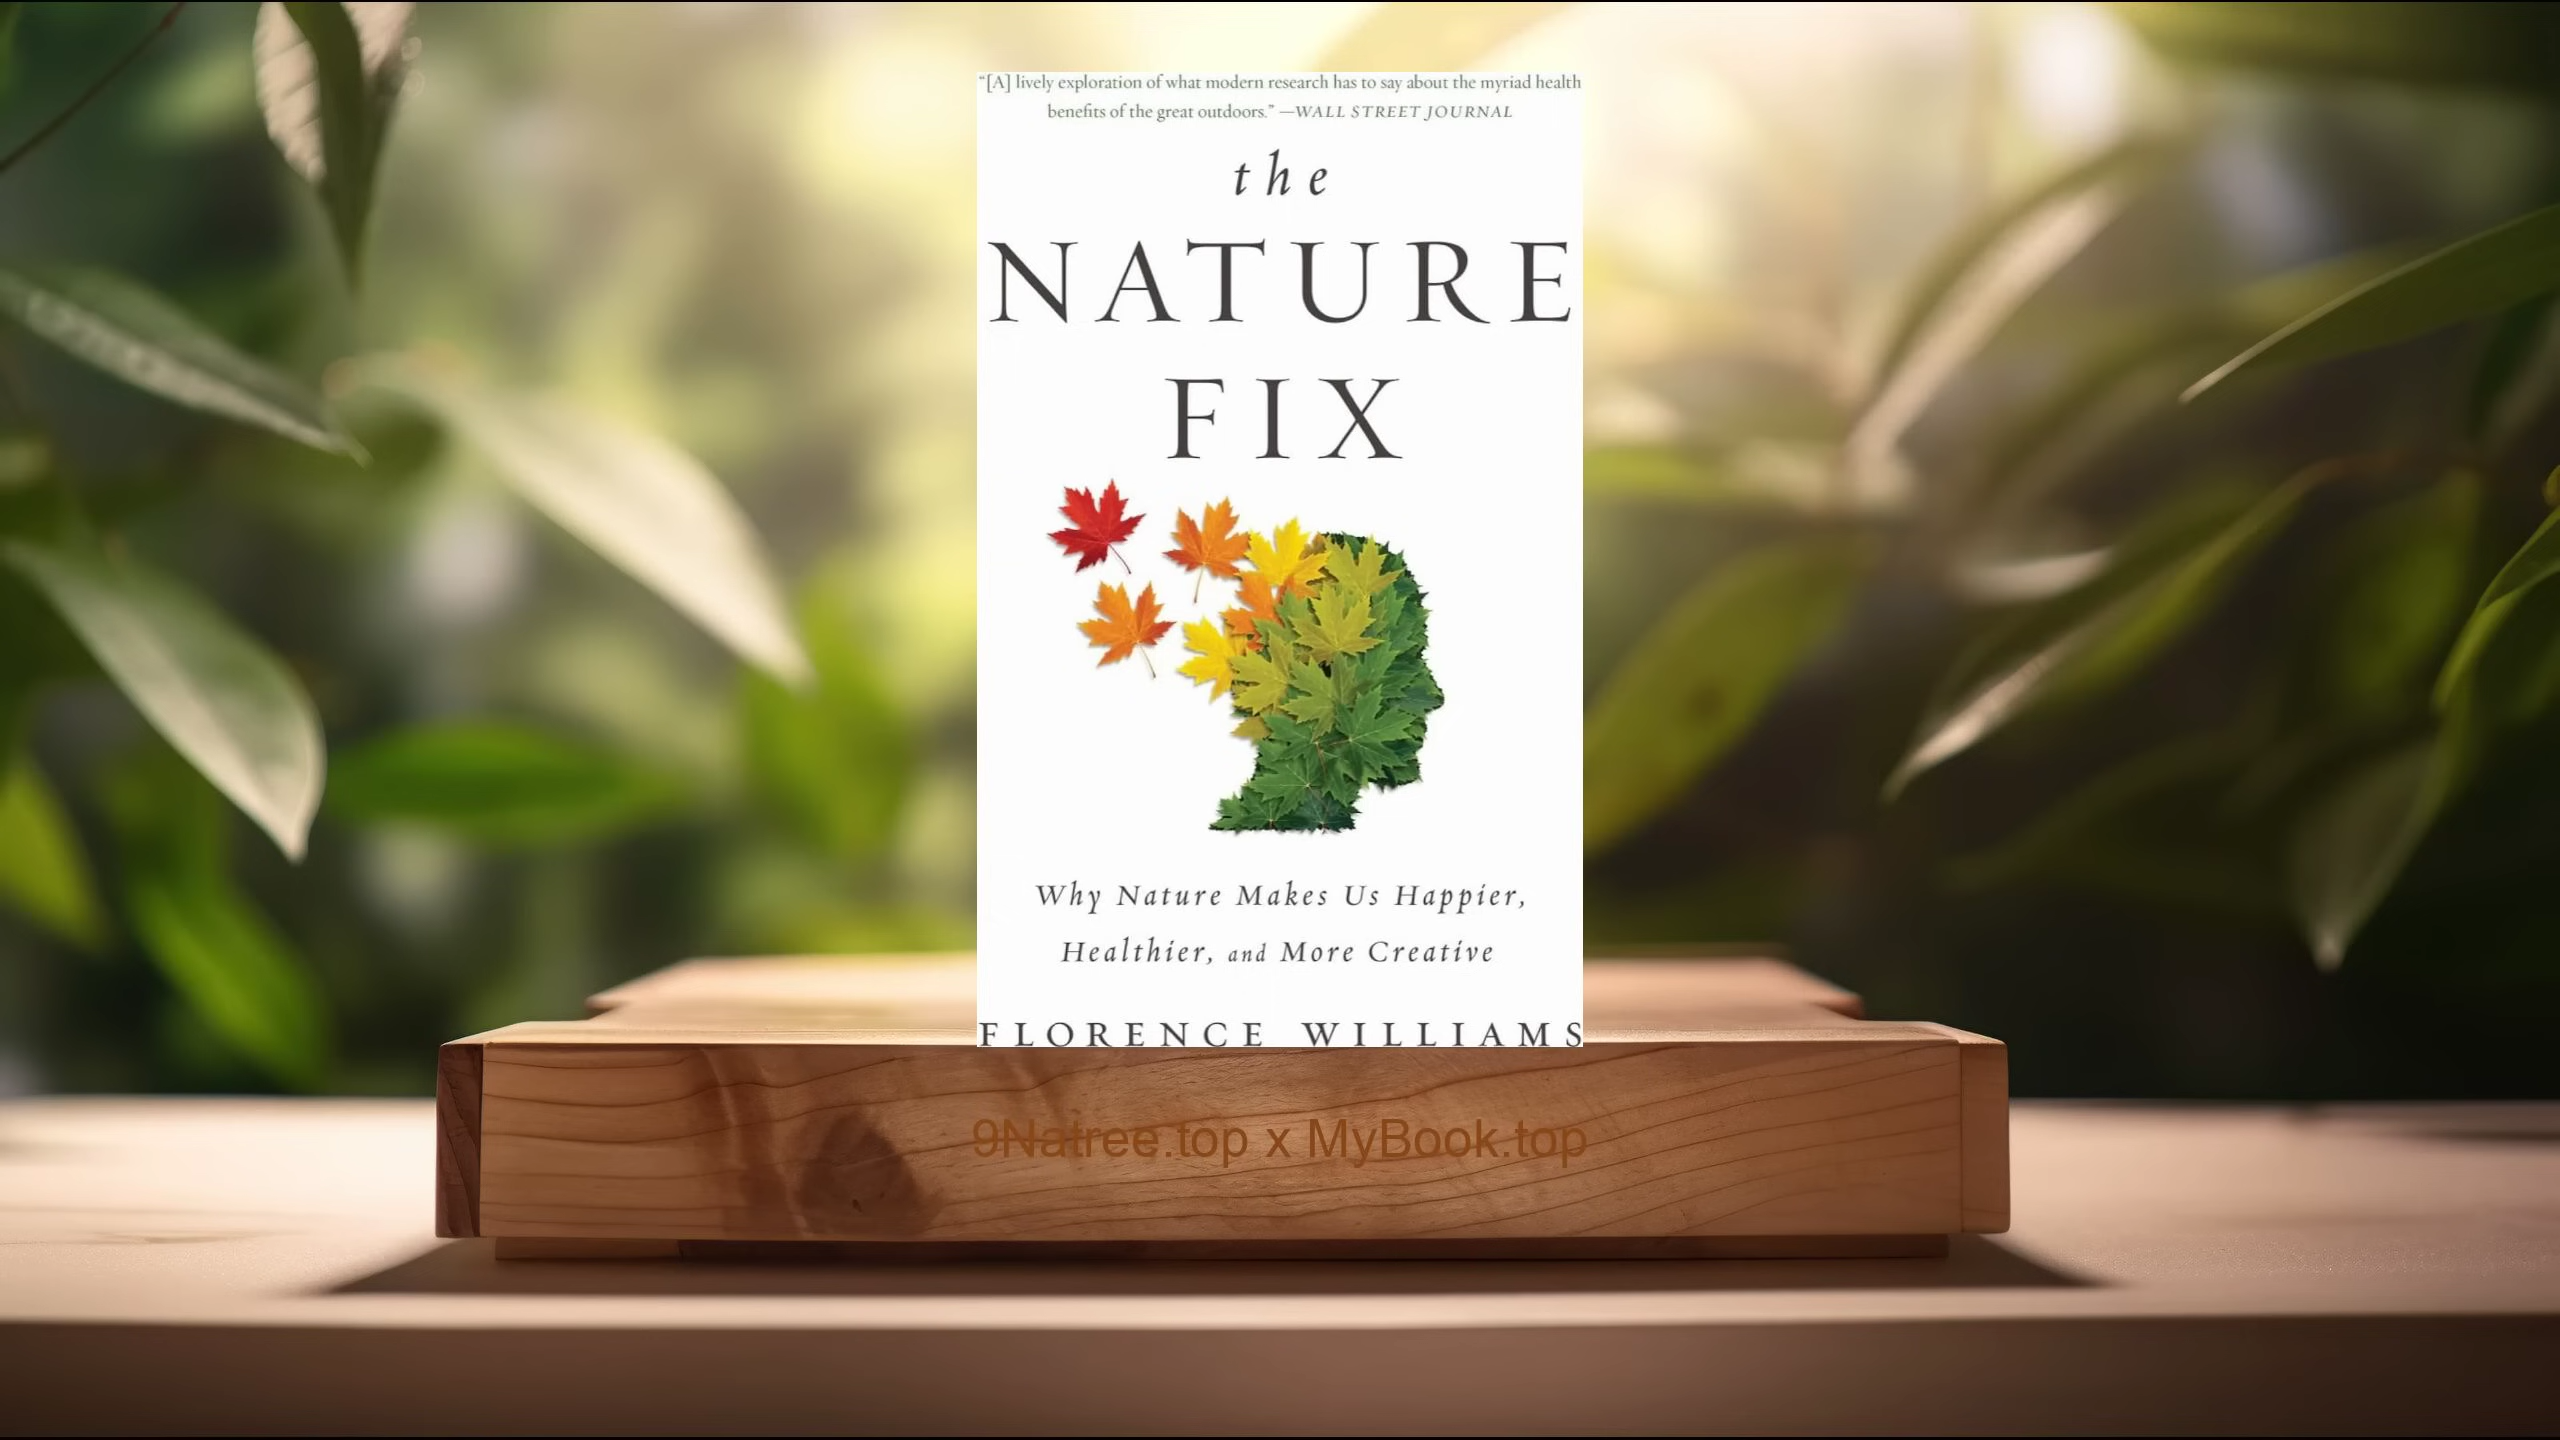 “[A] lively exploration of what modern research has to say about the myriad health
benefits of the great outdoors.” —WALL STREET JOURNAL
the
NATURE
FIX
Why Nature Makes Us Happier,
Healthier, and More Creative
FLORENCE WILLIAMS
9Natree.top x MyBook.top